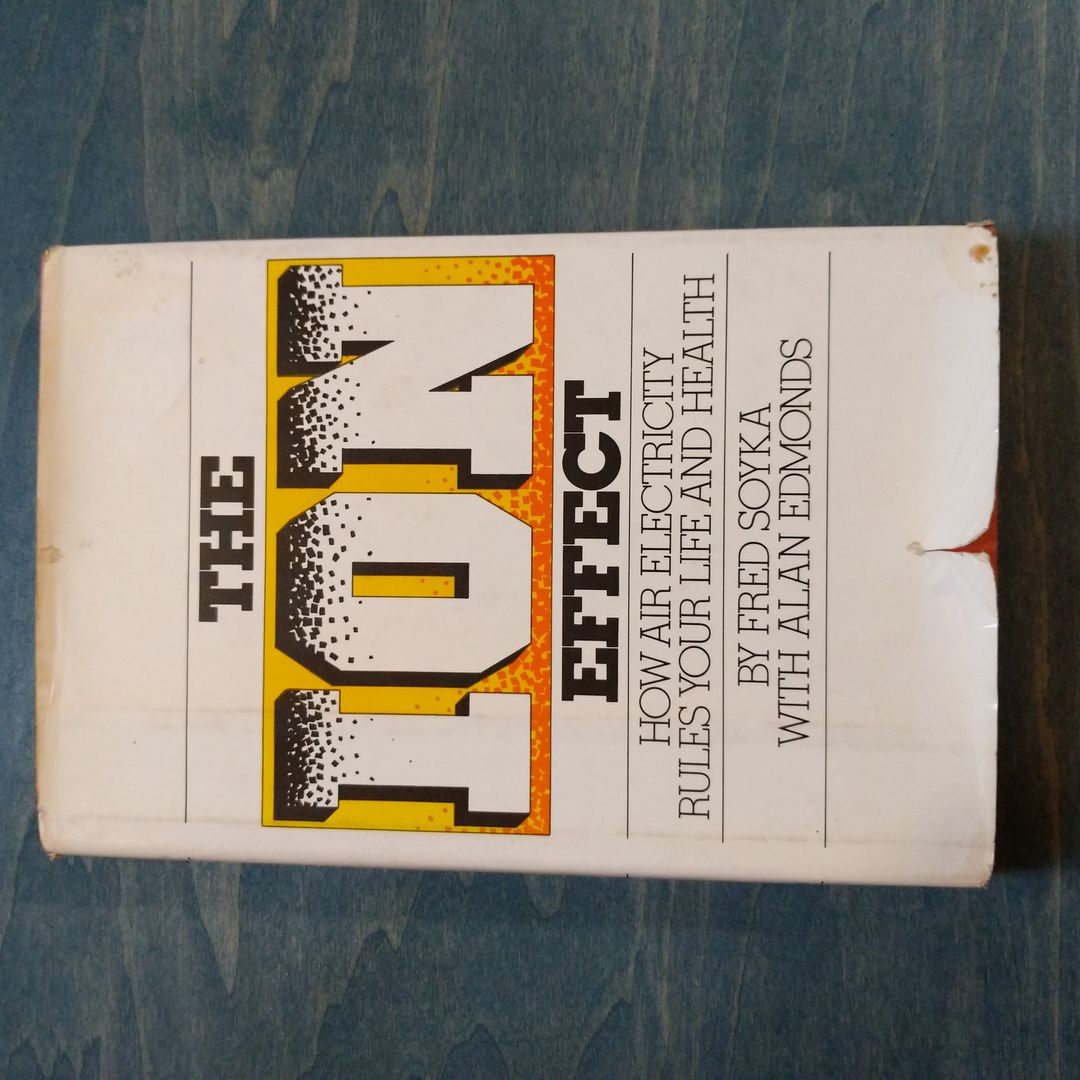 THE
ION
EFFECT
HOW AIR ELECTRICITY
RULES YOUR LIFE AND HEALTH
BY FRED SOYKA
WITH ALAN EDMONDS